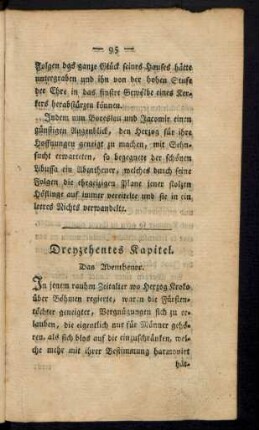 — 95 —
Folgen das ganze Glück seines Hauses hätte
untergraben und ihn von der hohen Stufe
der Ehre in das finstre Gewölbe eines Ker-
kers herabstürzen können.
Indem nun Boreslus und Jaromir einen
günstigen Augenblick, den Herzog für ihre
Hoffnungen geneigt zu machen, mit Sehn-
sucht erwarteten, so begegnete der schönen
Libussa ein Abentheuer, welches durch seine
Folgen die ehrgeizigen Plane jener stolzen
Höflinge auf immer vereitelte und sie in ein
leeres Nichts verwandelte.
Dreyzehentes Kapitel.
Das Abentheuer.
In jenem rauhen Zeitalter wo Herzog Kroko
über Böhmen regierte, waren die Fürsten-
töchter geneigter, Vergnügungen sich zu er-
lauben, die eigentlich nur für Männer gehö-
ren, als sich blos auf die einzuschränken, wel-
che mehr mit ihrer Bestimmung harmonirt
hät-